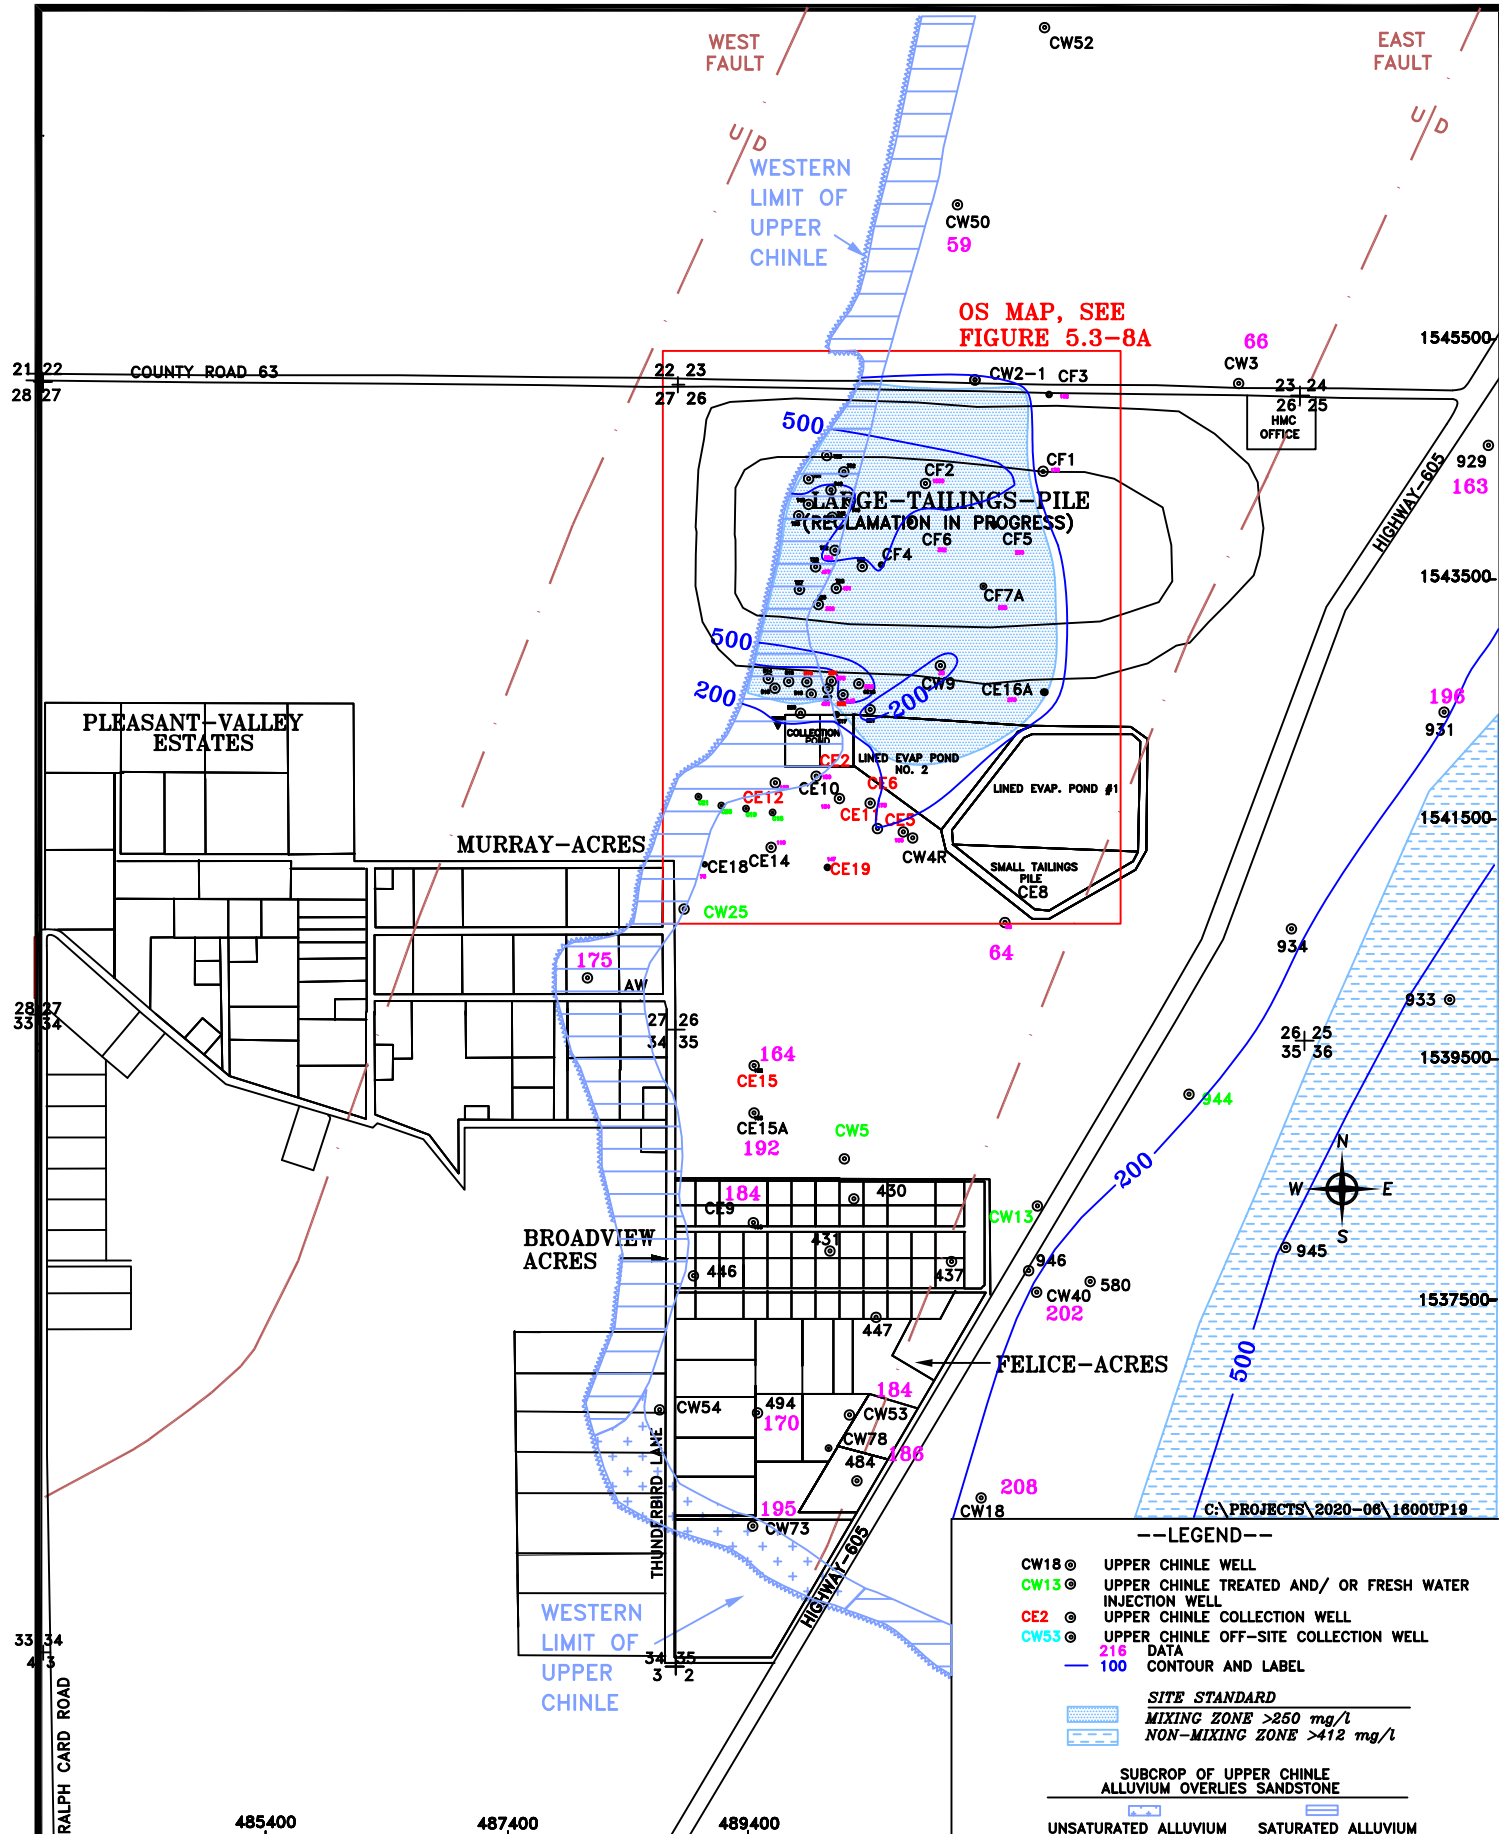 WEST
FAULT
EAST
FAULT
CW52
U/D
U/D
WESTERN
LIMIT OF
UPPER
CHINLE
CW50
59
OS MAP, SEE
FIGURE 5.3-8A
66
1545500
CW3
21 22
28 27
COUNTY ROAD 63
22 23
27 26
CW2-1
CF3
23 24
26 25
HMC
OFFICE
500
929
163
HIGHWAY-605
CF2
CF1
LARGE-TAILINGS-PILE
(RECLAMATION IN PROGRESS)
CF6
CF5
CF4
CF7A
1543500
500
200
CW9
CE16A
-200-
196
931
PLEASANT-VALLEY
ESTATES
COLLECTION
POND
LINED EVAP POND
NO. 2
CE2
CE10
CE6
CE12
CE11
CE5
LINED EVAP. POND #1
1541500
MURRAY-ACRES
CE14
CW4R
CE18
CE19
SMALL TAILINGS
PILE
CE8
CW25
64
934
175
AW
933
28 27
33 34
27 26
34 35
26 25
35 36
1539500
164
CE15
944
CE15A
192
CW5
N
W E
S
200
184
CE9
430
CW13
BROADVIEW
ACRES
431
446
437
946
945
580
CW40
202
1537500
447
500
FELICE-ACRES
184
CW54
494
170
CW53
CW78
186
484
THUNDERBIRD LANE
208
CW18
195
CW73
HIGHWAY-605
C:\PROJECTS\2020-06\1600UP19
--LEGEND--
CW18 UPPER CHINLE WELL
CW13 UPPER CHINLE TREATED AND/ OR FRESH WATER
INJECTION WELL
CE2 UPPER CHINLE COLLECTION WELL
CW53 UPPER CHINLE OFF-SITE COLLECTION WELL
216 DATA
100 CONTOUR AND LABEL
WESTERN
LIMIT OF
UPPER
CHINLE
33 34
4 3
34 35
3 2
RALPH CARD ROAD
SITE STANDARD
MIXING ZONE >250 mg/l
NON-MIXING ZONE >412 mg/l
SUBCROP OF UPPER CHINLE
ALLUVIUM OVERLIES SANDSTONE
UNSATURATED ALLUVIUM SATURATED ALLUVIUM
485400
487400
489400